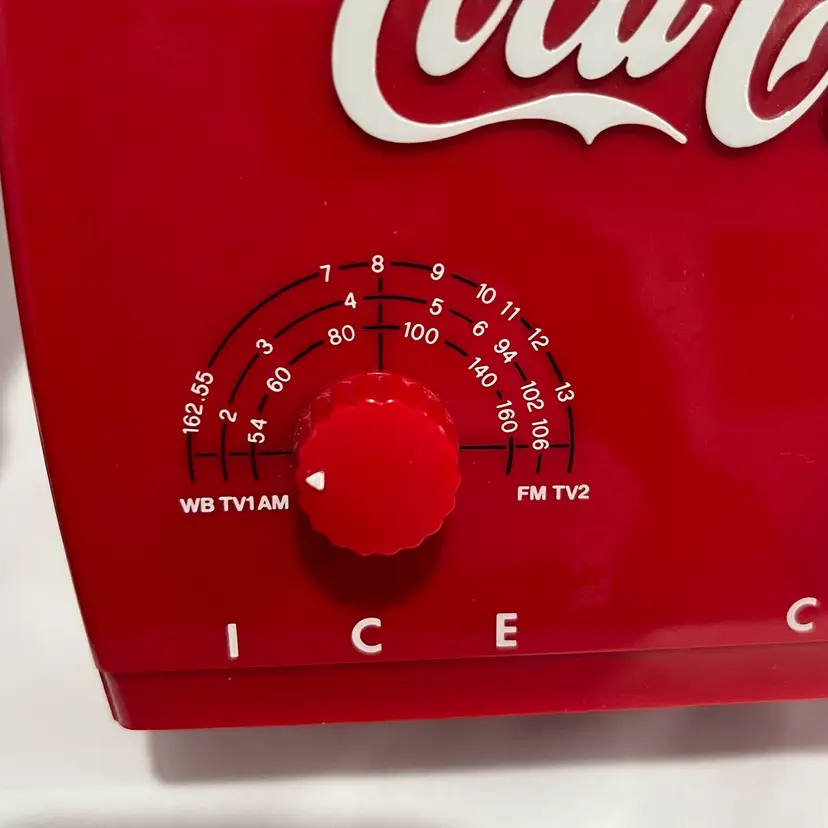 Coca-C
7 8 9 10 11 12 13
162.55
2 3 4 5 6 94 102 106
54 60 80 100 140 160
WB TV1 AM
FM TV2
I C E C